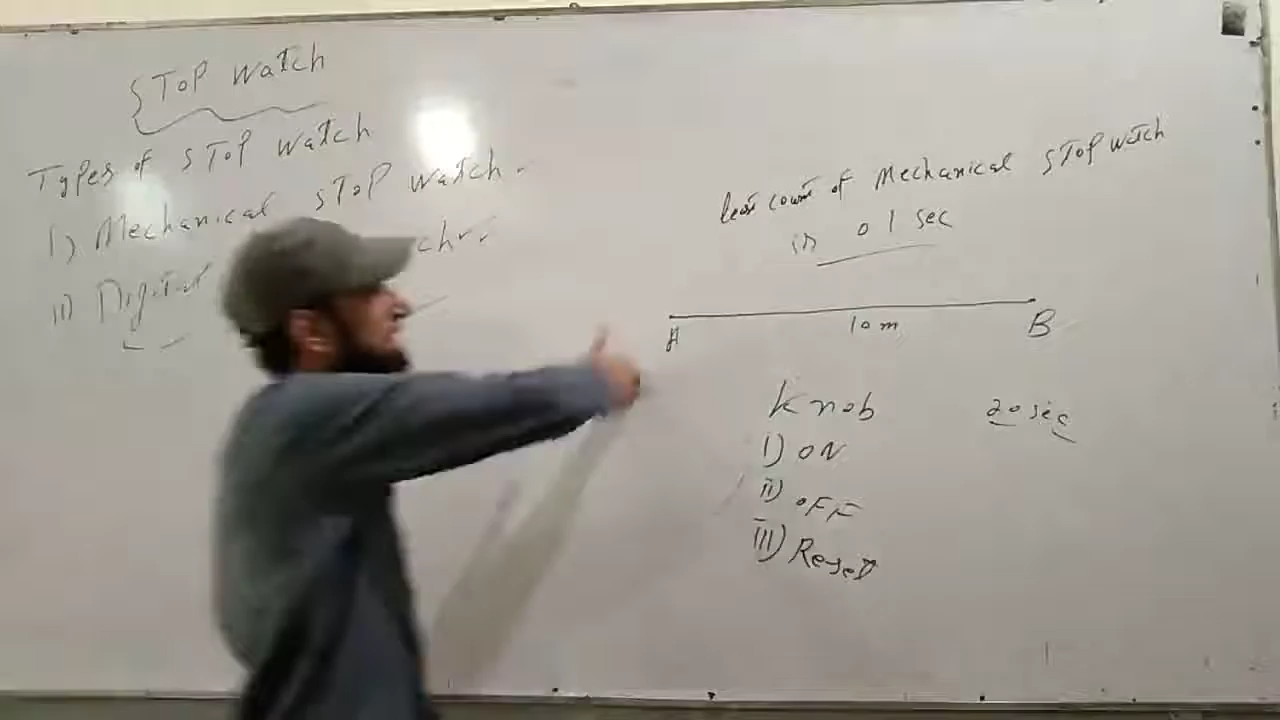 STOP Watch
Types of STOP Watch
I) Mechanical STOP Watch.
II) Digital
least count of Mechanical STOP Watch
is 0 1 sec
A 10 m B
Knob
20 sec
I) ON
II) OFF
III) Reset